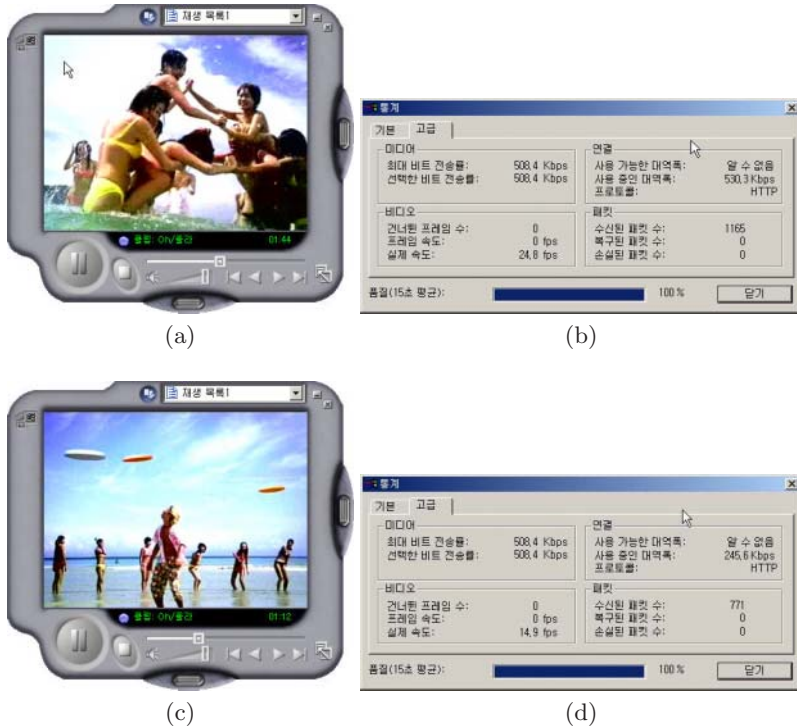 재생 목록1
클립: On/올라
01:44
(a)
통계
기본 고급
미디어
최대 비트 전송률: 508,4 Kbps
선택한 비트 전송률: 508,4 Kbps
연결
사용 가능한 대역폭: 알 수 없음
사용 중인 대역폭: 530,3 Kbps
프로토콜: HTTP
비디오
건너뛴 프레임 수: 0
프레임 속도: 0 fps
실제 속도: 24,8 fps
패킷
수신된 패킷 수: 1165
복구된 패킷 수: 0
손실된 패킷 수: 0
품질(15초 평균): 100 % 닫기
(b)
재생 목록1
클립: On/올라
01:12
(c)
통계
기본 고급
미디어
최대 비트 전송률: 508,4 Kbps
선택한 비트 전송률: 508,4 Kbps
연결
사용 가능한 대역폭: 알 수 없음
사용 중인 대역폭: 245,6 Kbps
프로토콜: HTTP
비디오
건너뛴 프레임 수: 0
프레임 속도: 0 fps
실제 속도: 14,9 fps
패킷
수신된 패킷 수: 771
복구된 패킷 수: 0
손실된 패킷 수: 0
품질(15초 평균): 100 % 닫기
(d)